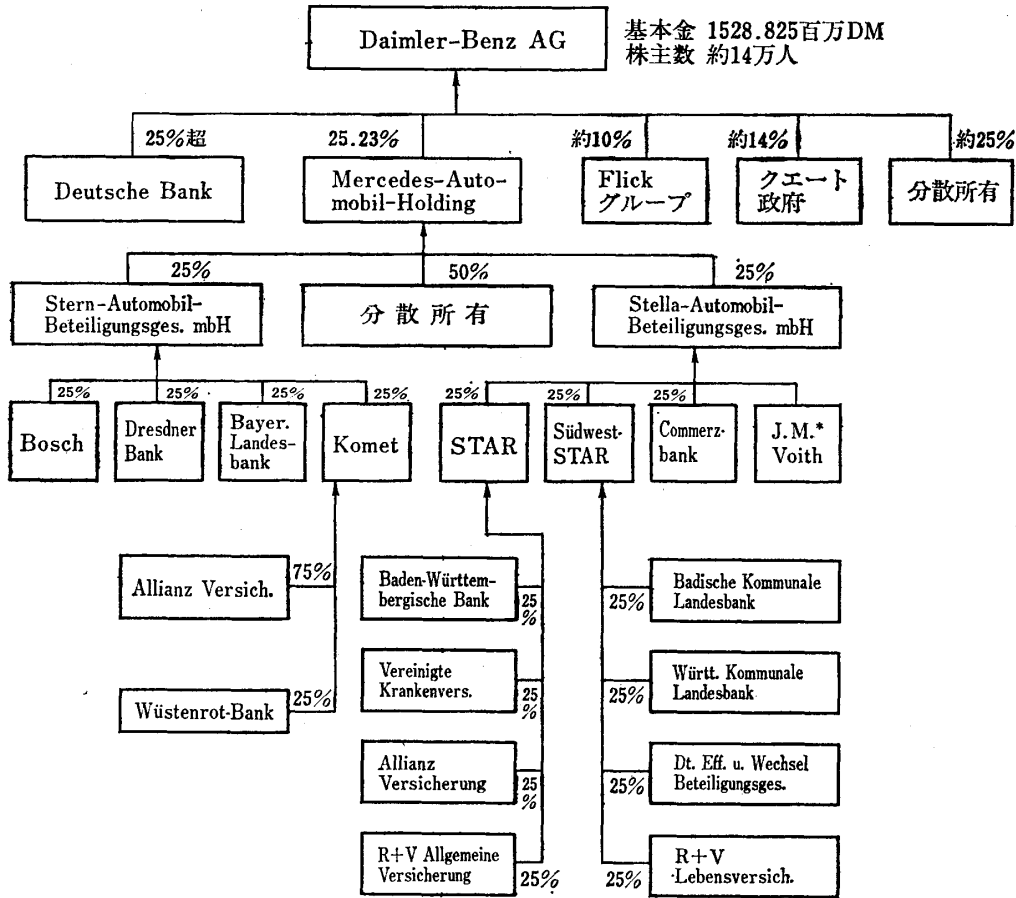 Daimler-Benz AG
基本金 1528.825百万DM
株主数 約14万人
25%超
25.23%
約10%
約14%
約25%
Deutsche Bank
Mercedes-Auto-
mobil-Holding
Flick
グループ
クエート
政府
分散所有
25%
50%
25%
Stern-Automobil-
Beteiligungsges. mbH
分散所有
Stella-Automobil-
Beteiligungsges. mbH
25%
25%
25%
25%
25%
25%
25%
Bosch
Dresdner
Bank
Bayer.
Landes-
bank
Komet
STAR
Südwest-
STAR
Commerz-
bank
J.M.*
Voith
Allianz Versich.
75%
Wüstenrot-Bank
25%
Baden-Württem-
bergische Bank
25
%
Vereinigte
Krankenvers.
25
%
Allianz
Versicherung
25
%
R+V Allgemeine
Versicherung
25%
25%
Badische Kommunale
Landesbank
25%
Württ. Kommunale
Landesbank
25%
Dt. Eff. u. Wechsel
Beteiligungsges.
25%
R+V
Lebensversich.